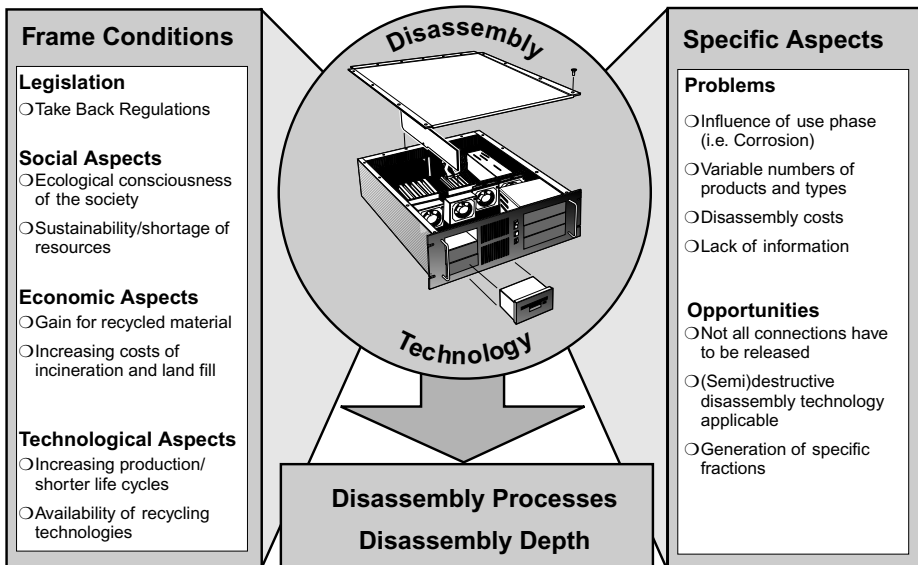 Frame Conditions
Legislation
❍Take Back Regulations
Social Aspects
❍Ecological consciousness
of the society
❍Sustainability/shortage of
resources
Economic Aspects
❍Gain for recycled material
❍Increasing costs of
incineration and land fill
Technological Aspects
❍Increasing production/
shorter life cycles
❍Availability of recycling
technologies
Disassembly
Technology
Disassembly Processes
Disassembly Depth
Specific Aspects
Problems
❍Influence of use phase
(i.e. Corrosion)
❍Variable numbers of
products and types
❍Disassembly costs
❍Lack of information
Opportunities
❍Not all connections have
to be released
❍(Semi)destructive
disassembly technology
applicable
❍Generation of specific
fractions